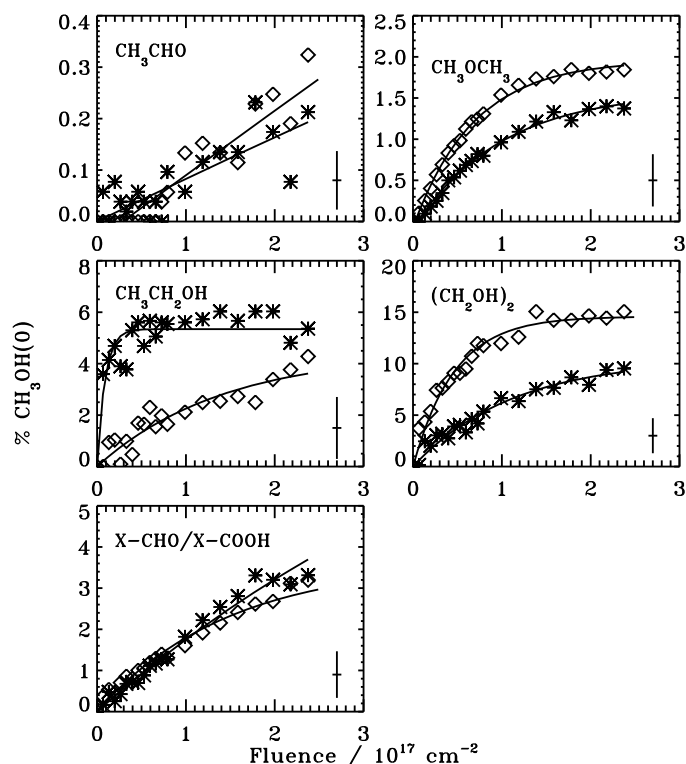 0.4
0.3
0.2
0.1
0.0
CH₃CHO
0 1 2 3
2.5
2.0
1.5
1.0
0.5
0.0
CH₃OCH₃
0 1 2 3
8
6
4
2
0
CH₃CH₂OH
0 1 2 3
20
15
10
5
0
(CH₂OH)₂
0 1 2 3
% CH₃OH(0)
5
4
3
2
1
0
X-CHO/X-COOH
0 1 2 3
Fluence / 10¹⁷ cm⁻²